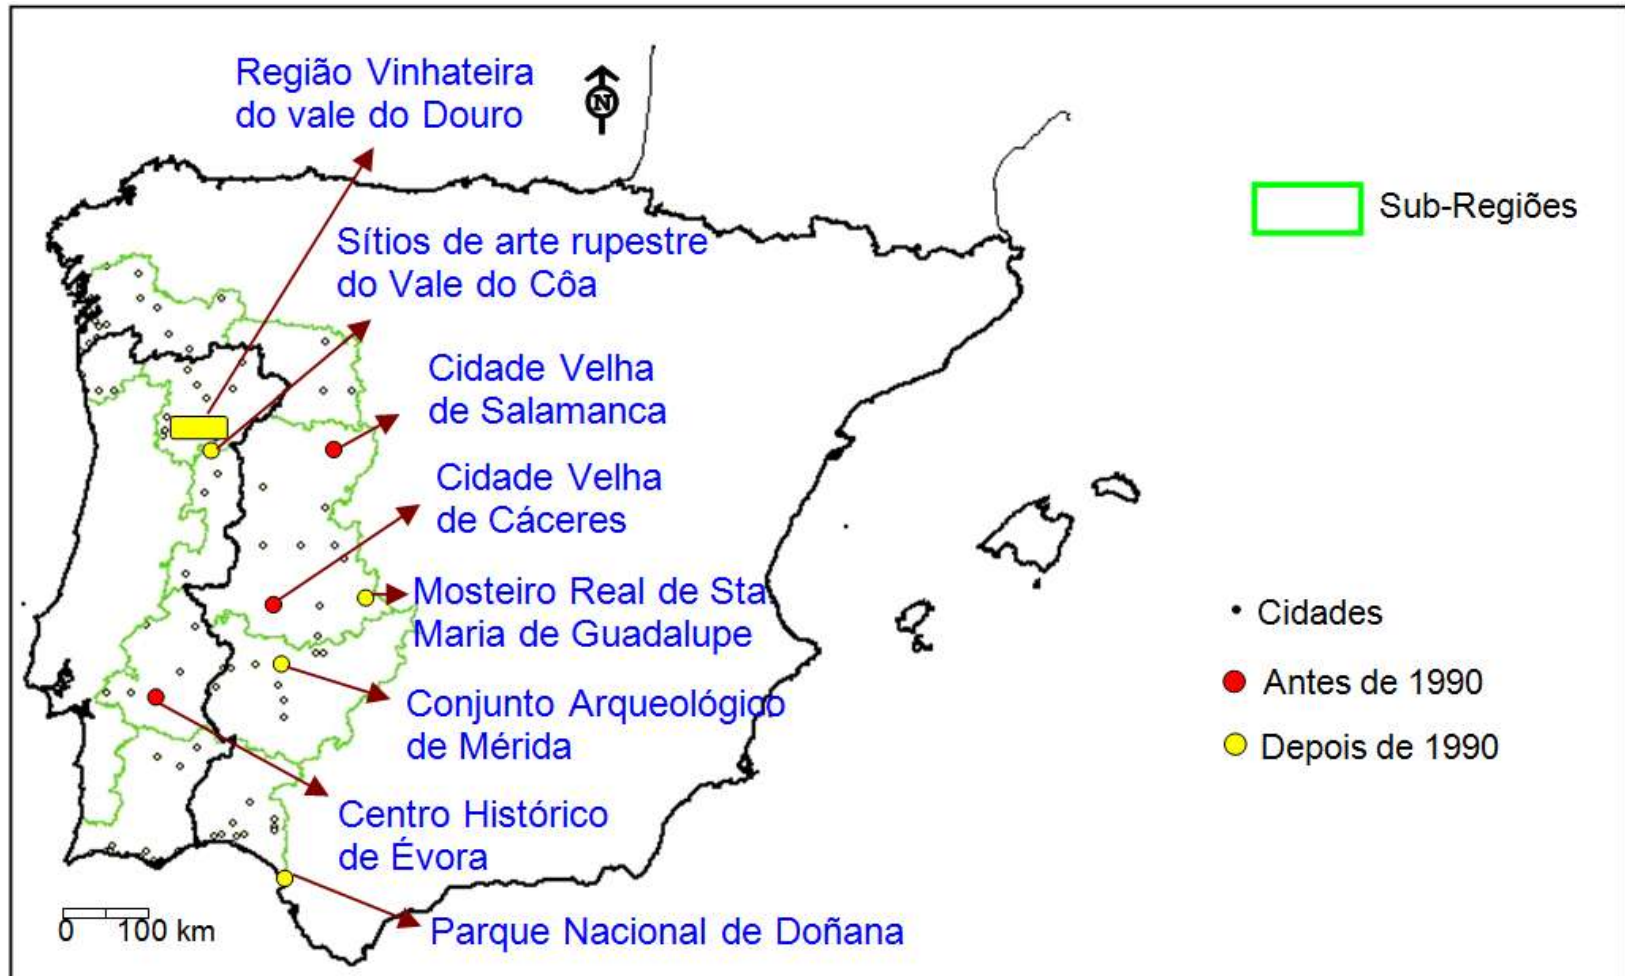 Região Vinhateira
do vale do Douro
N
Sítios de arte rupestre
do Vale do Côa
Sub-Regiões
Cidade Velha
de Salamanca
Cidade Velha
de Cáceres
Mosteiro Real de Sta.
Maria de Guadalupe
Conjunto Arqueológico
de Mérida
Centro Histórico
de Évora
Parque Nacional de Doñana
Cidades
Antes de 1990
Depois de 1990
0 100 km